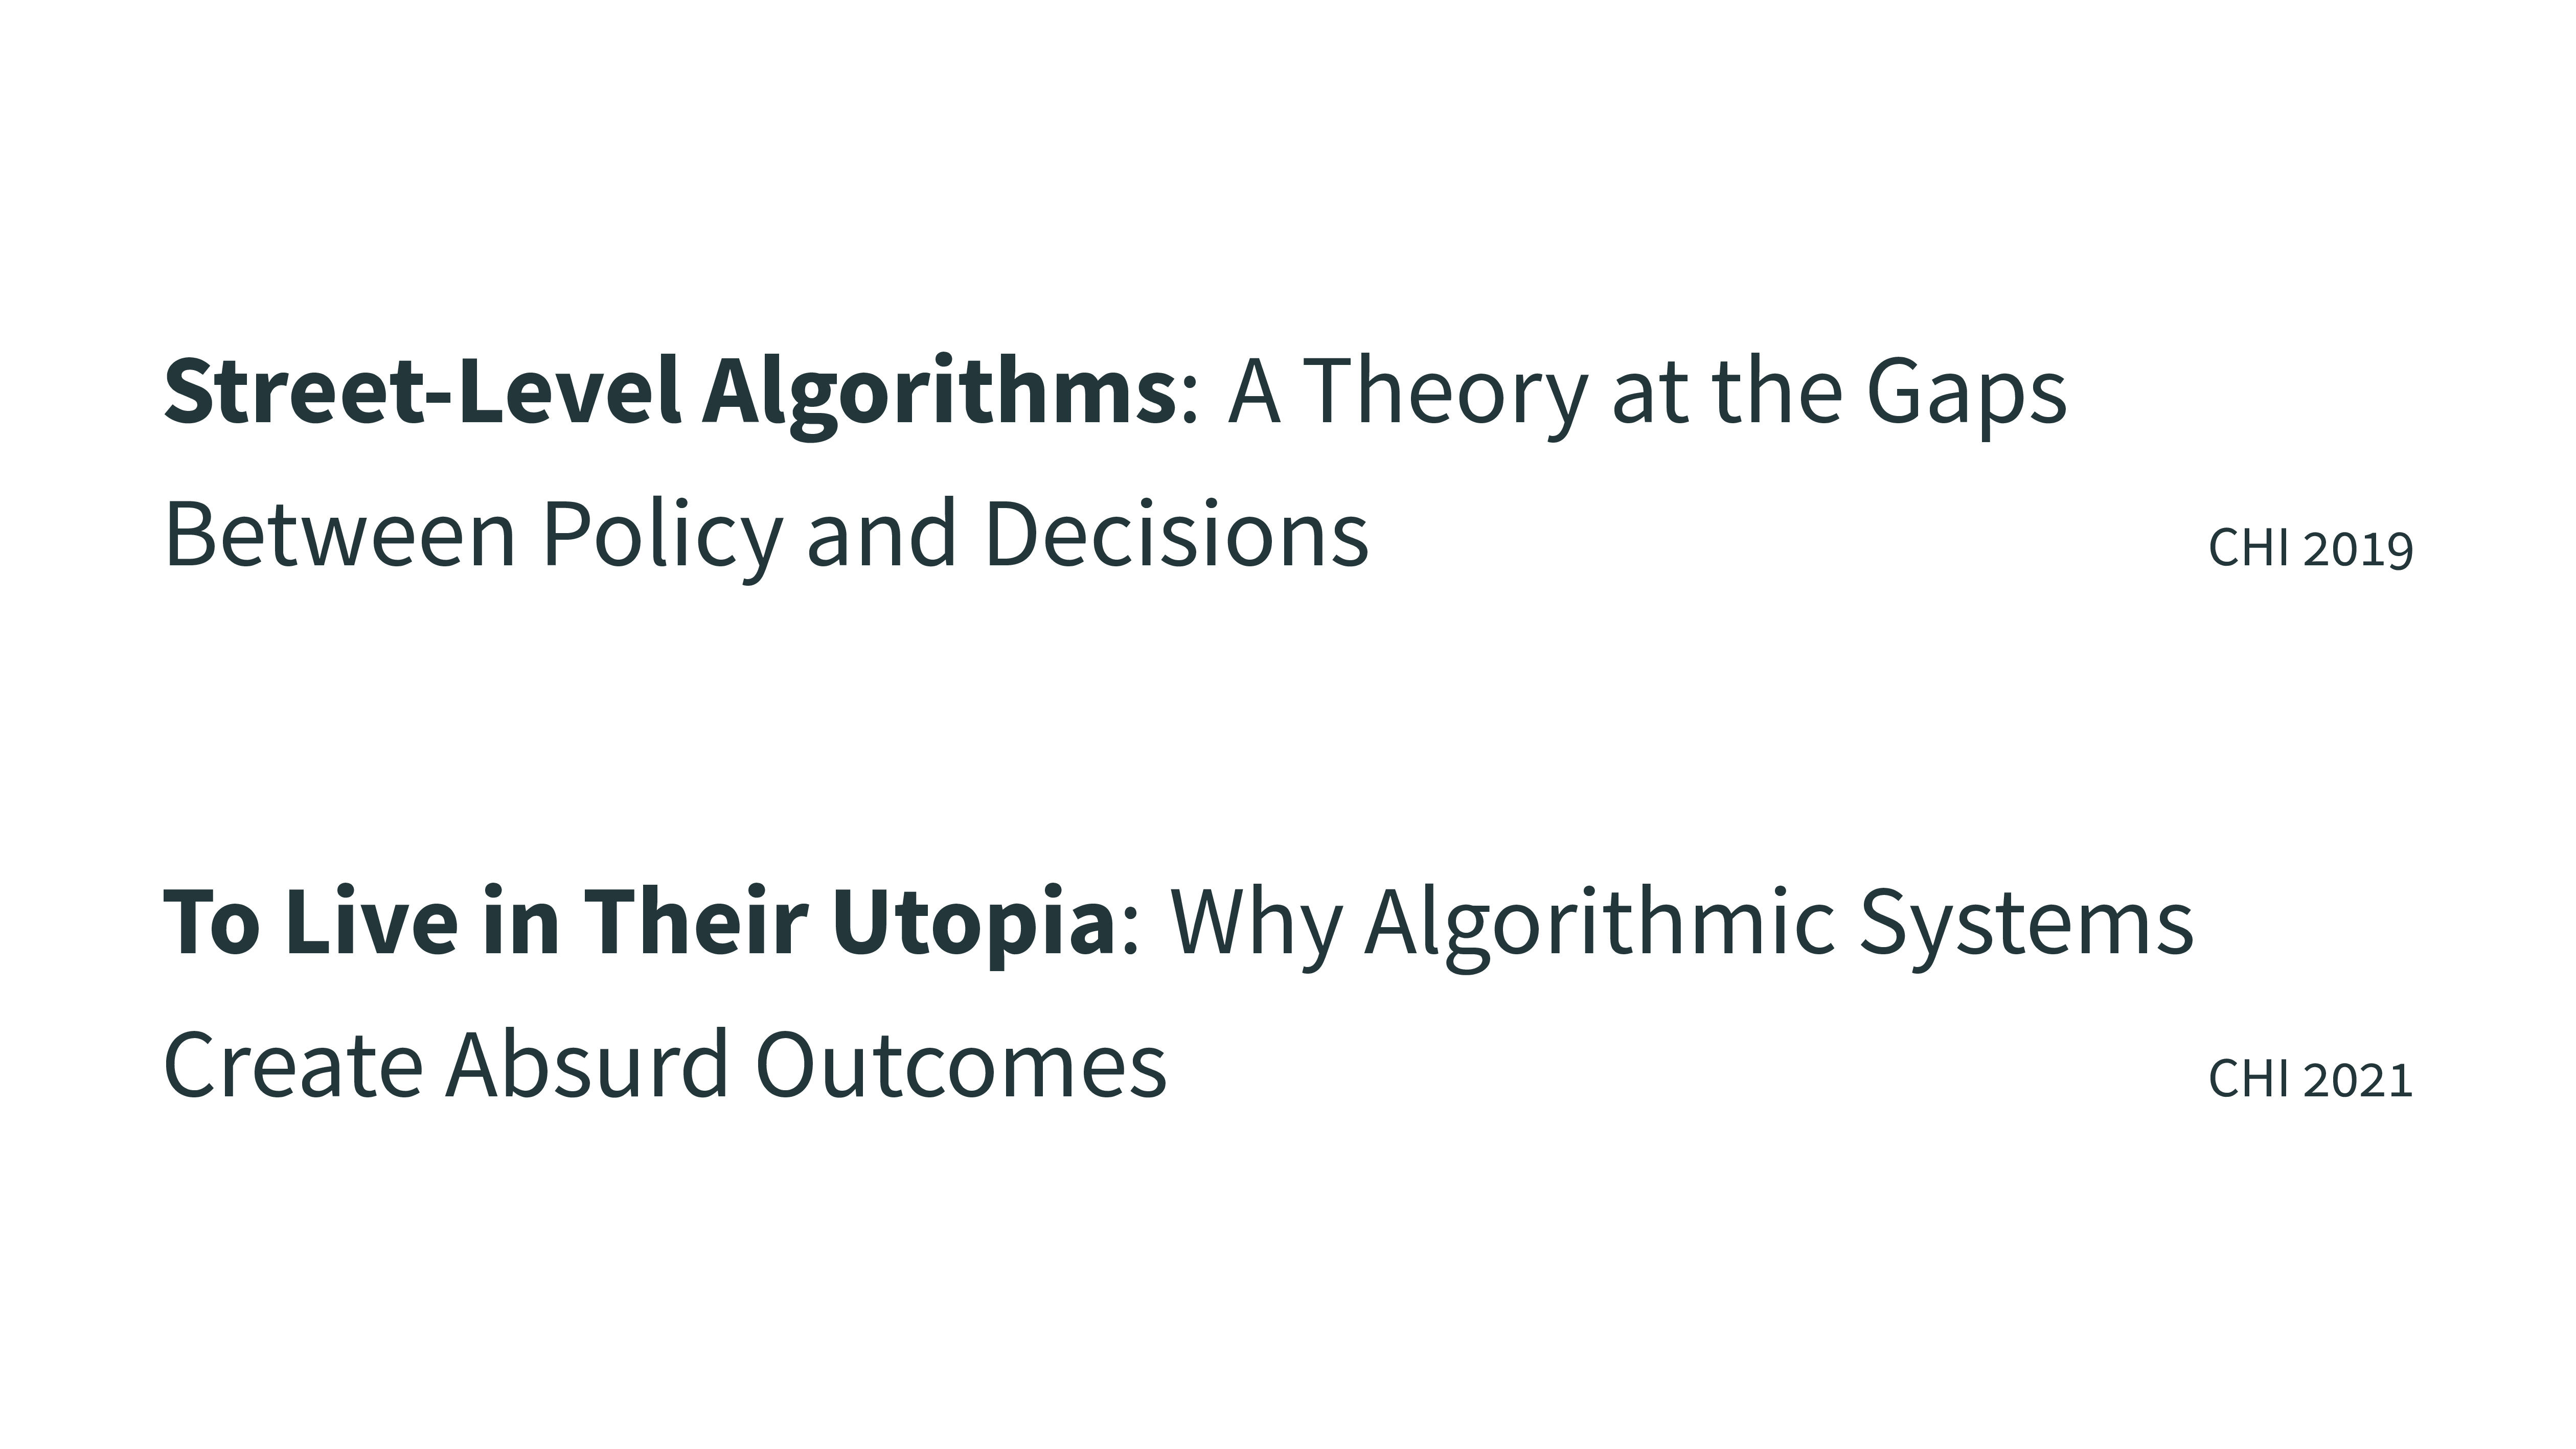 Street-Level Algorithms: A Theory at the Gaps
Between Policy and Decisions
CHI 2019
To Live in Their Utopia: Why Algorithmic Systems
Create Absurd Outcomes
CHI 2021